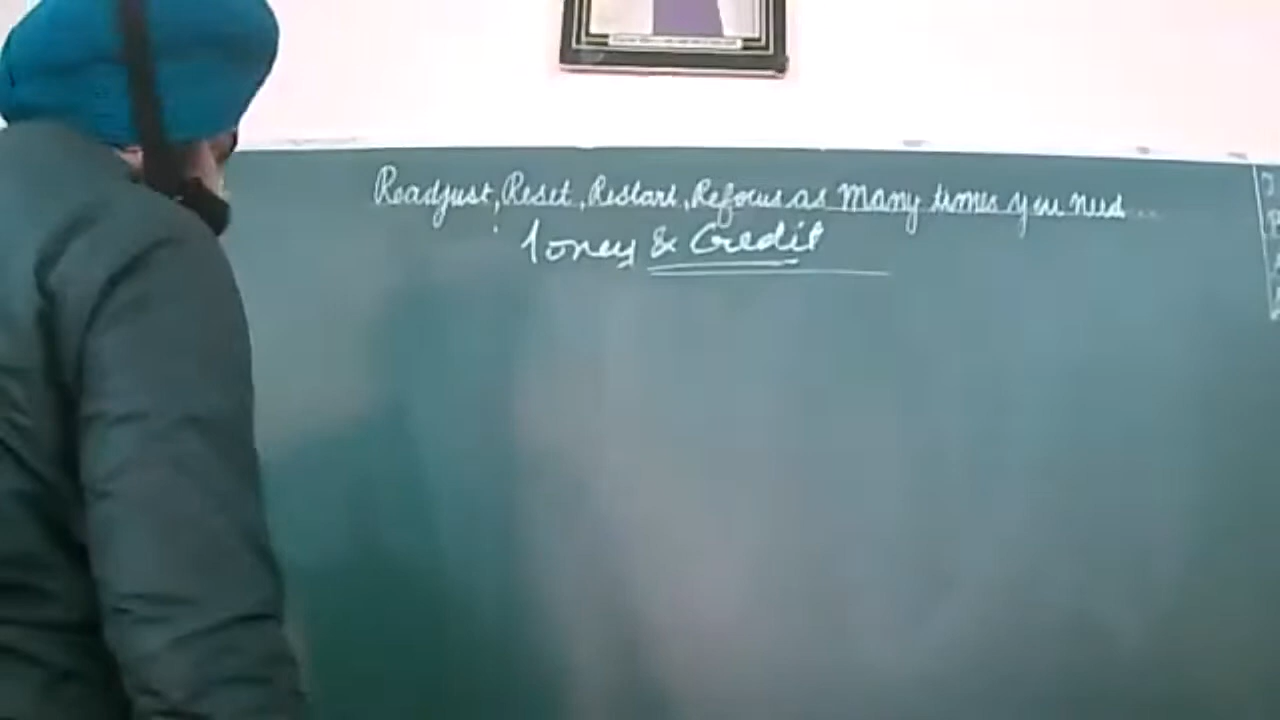 Readjust, Reset, Restart, Refocus as many times you need...
Money & Credit